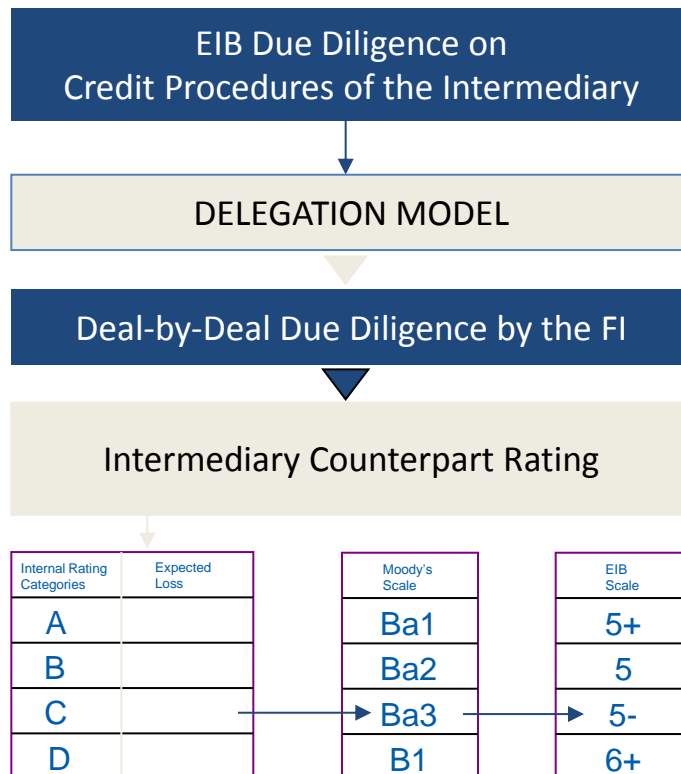 EIB Due Diligence on
Credit Procedures of the Intermediary
DELEGATION MODEL
Deal-by-Deal Due Diligence by the FI
Intermediary Counterpart Rating
Internal Rating Categories Expected Loss Moody's Scale EIB Scale
A Ba1 5+
B Ba2 5
C Ba3 5-
D B1 6+